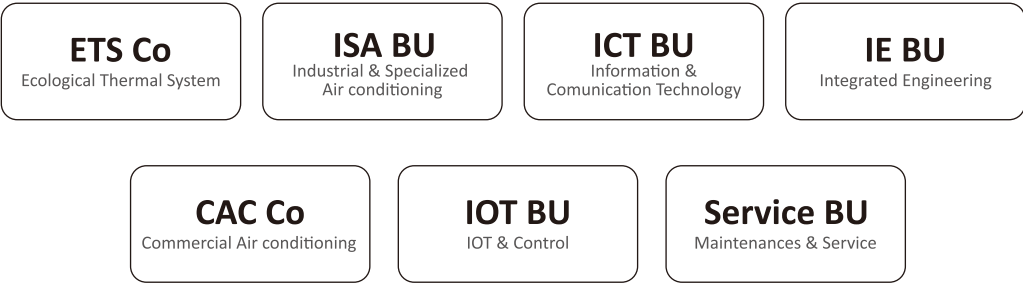 ETS Co
Ecological Thermal System
ISA BU
Industrial & Specialized
Air conditioning
ICT BU
Information &
Comunication Technology
IE BU
Integrated Engineering
CAC Co
Commercial Air conditioning
IOT BU
IOT & Control
Service BU
Maintenances & Service